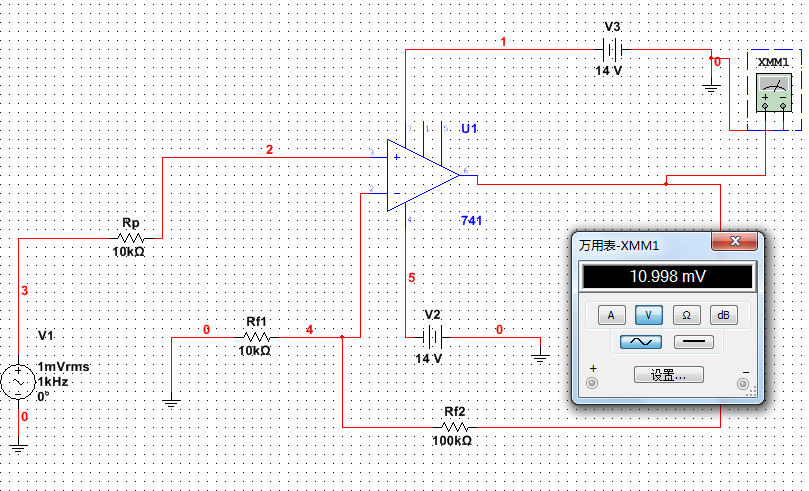 V3
1
14 V
0
XMM1
+ −
7 1 5
U1
2
3
+
6
2
−
741
4
Rp
10kΩ
万用表-XMM1
10.998 mV
A V Ω dB
设置...
+ −
5
3
V2
0
14 V
Rf1
0 4
10kΩ
V1
1mVrms
1kHz
0°
+
0
Rf2
100kΩ